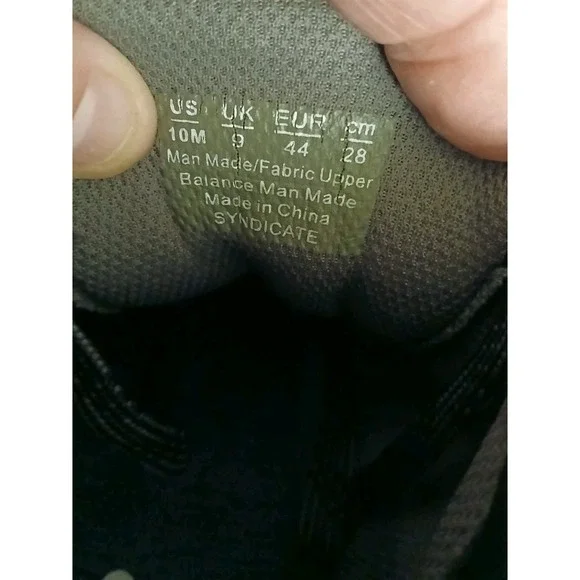 US UK EUR cm
10M 9 44 28
Man Made/Fabric Upper
Balance Man Made
Made in China
SYNDICATE